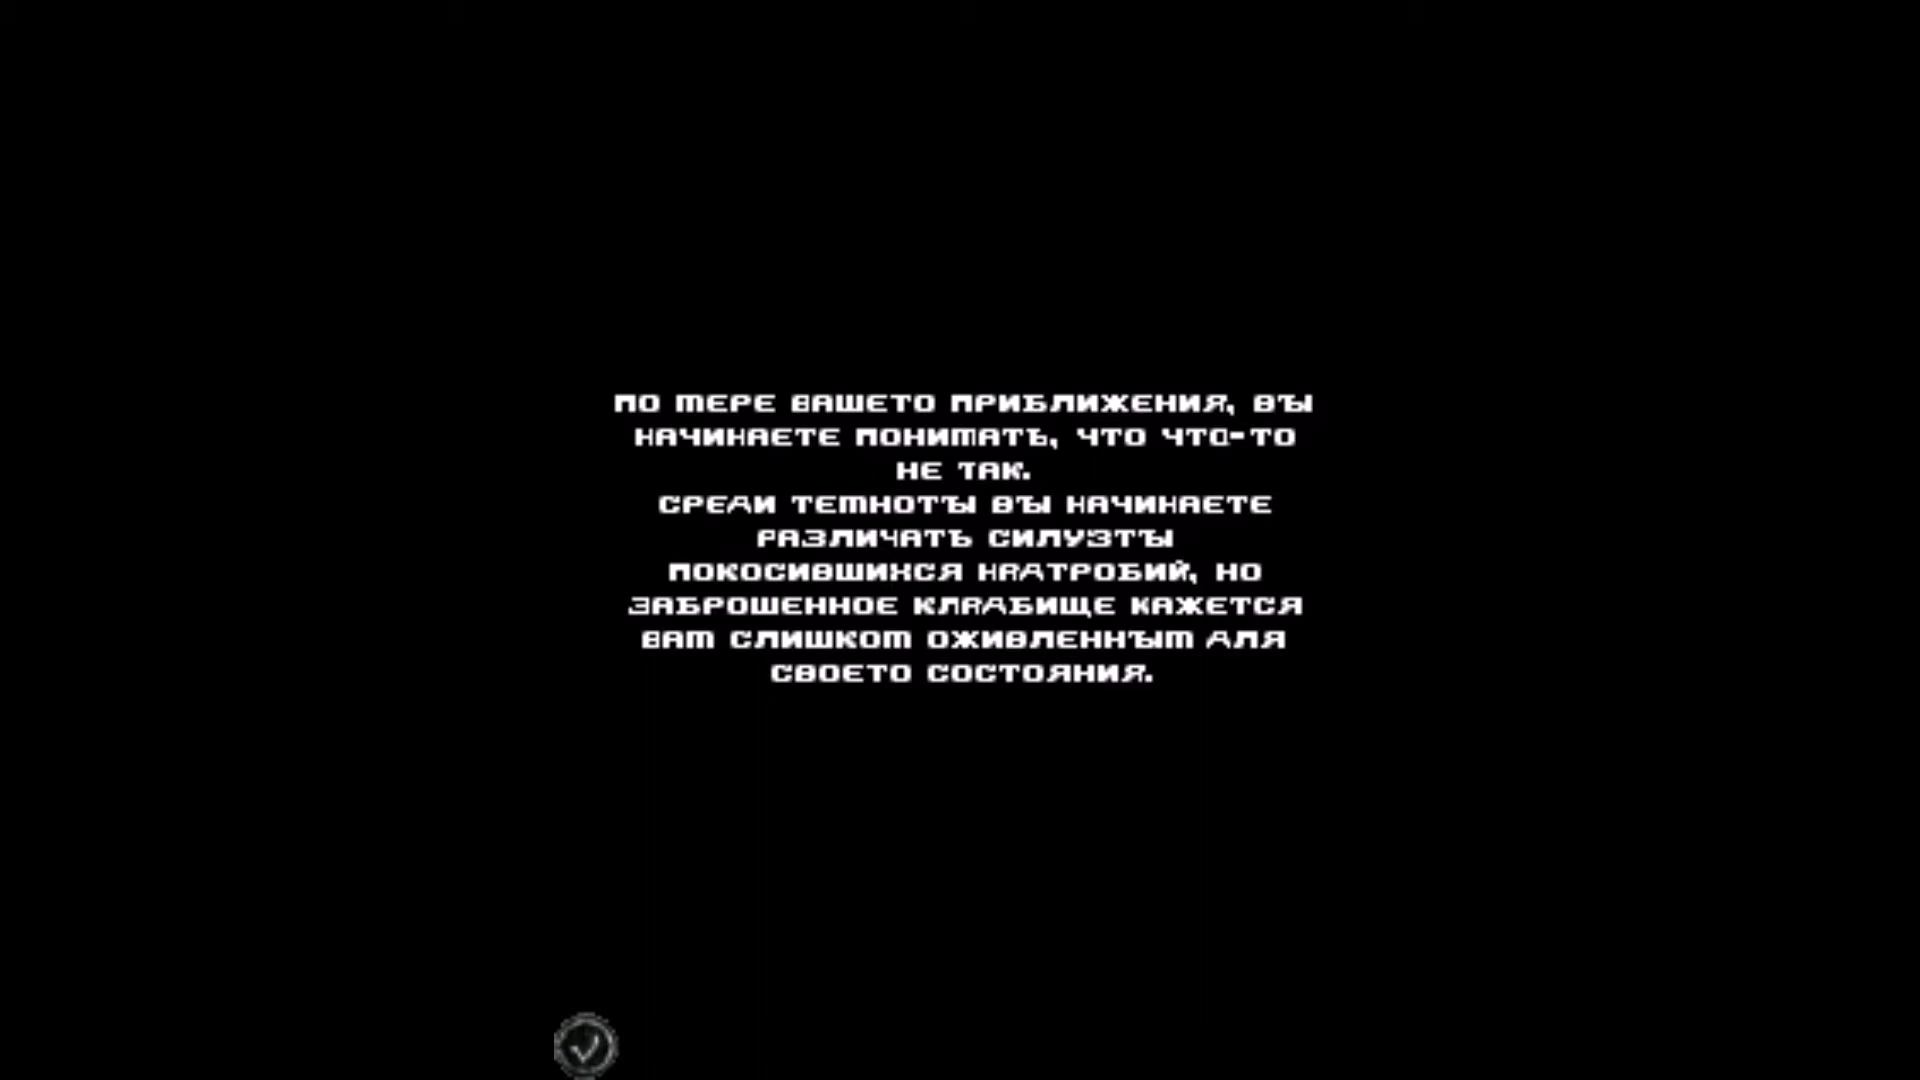 ПО МЕРЕ ВАШЕГО ПРИБЛИЖЕНИЯ, ВЫ
НАЧИНАЕТЕ ПОНИМАТЬ, ЧТО ЧТО-ТО
НЕ ТАК.
СРЕДИ ТЕМНОТЫ ВЫ НАЧИНАЕТЕ
РАЗЛИЧАТЬ СИЛУЭТЫ
ПОКОСИВШИХСЯ НАДГРОБИЙ, НО
ЗАБРОШЕННОЕ КЛАДБИЩЕ КАЖЕТСЯ
ВАМ СЛИШКОМ ОЖИВЛЕННЫМ ДЛЯ
СВОЕГО СОСТОЯНИЯ.